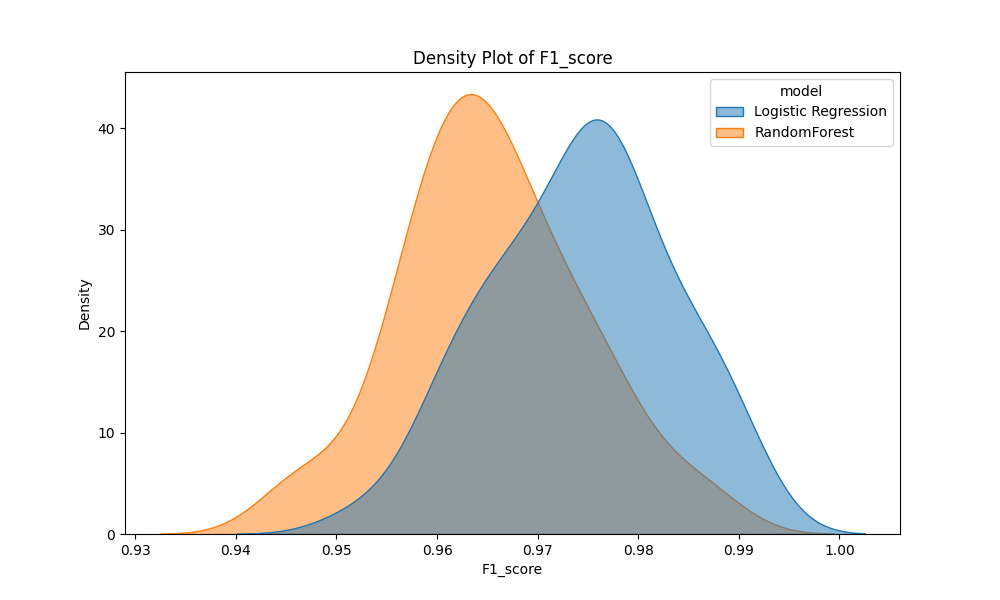 Density Plot of F1_score
model
Logistic Regression
RandomForest
Density
40
30
20
10
0
0.93 0.94 0.95 0.96 0.97 0.98 0.99 1.00
F1_score